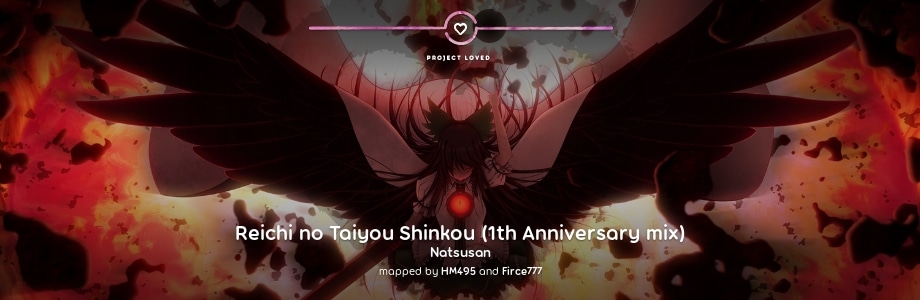 PROJECT LOVED
Reichi no Taiyou Shinkou (1th Anniversary mix)
Natsusan
mapped by HM495 and Firce777